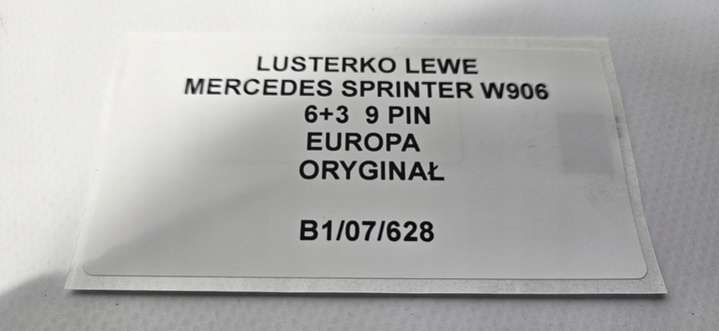 LUSTERKO LEWE
MERCEDES SPRINTER W906
6+3 9 PIN
EUROPA
ORYGINAŁ
B1/07/628